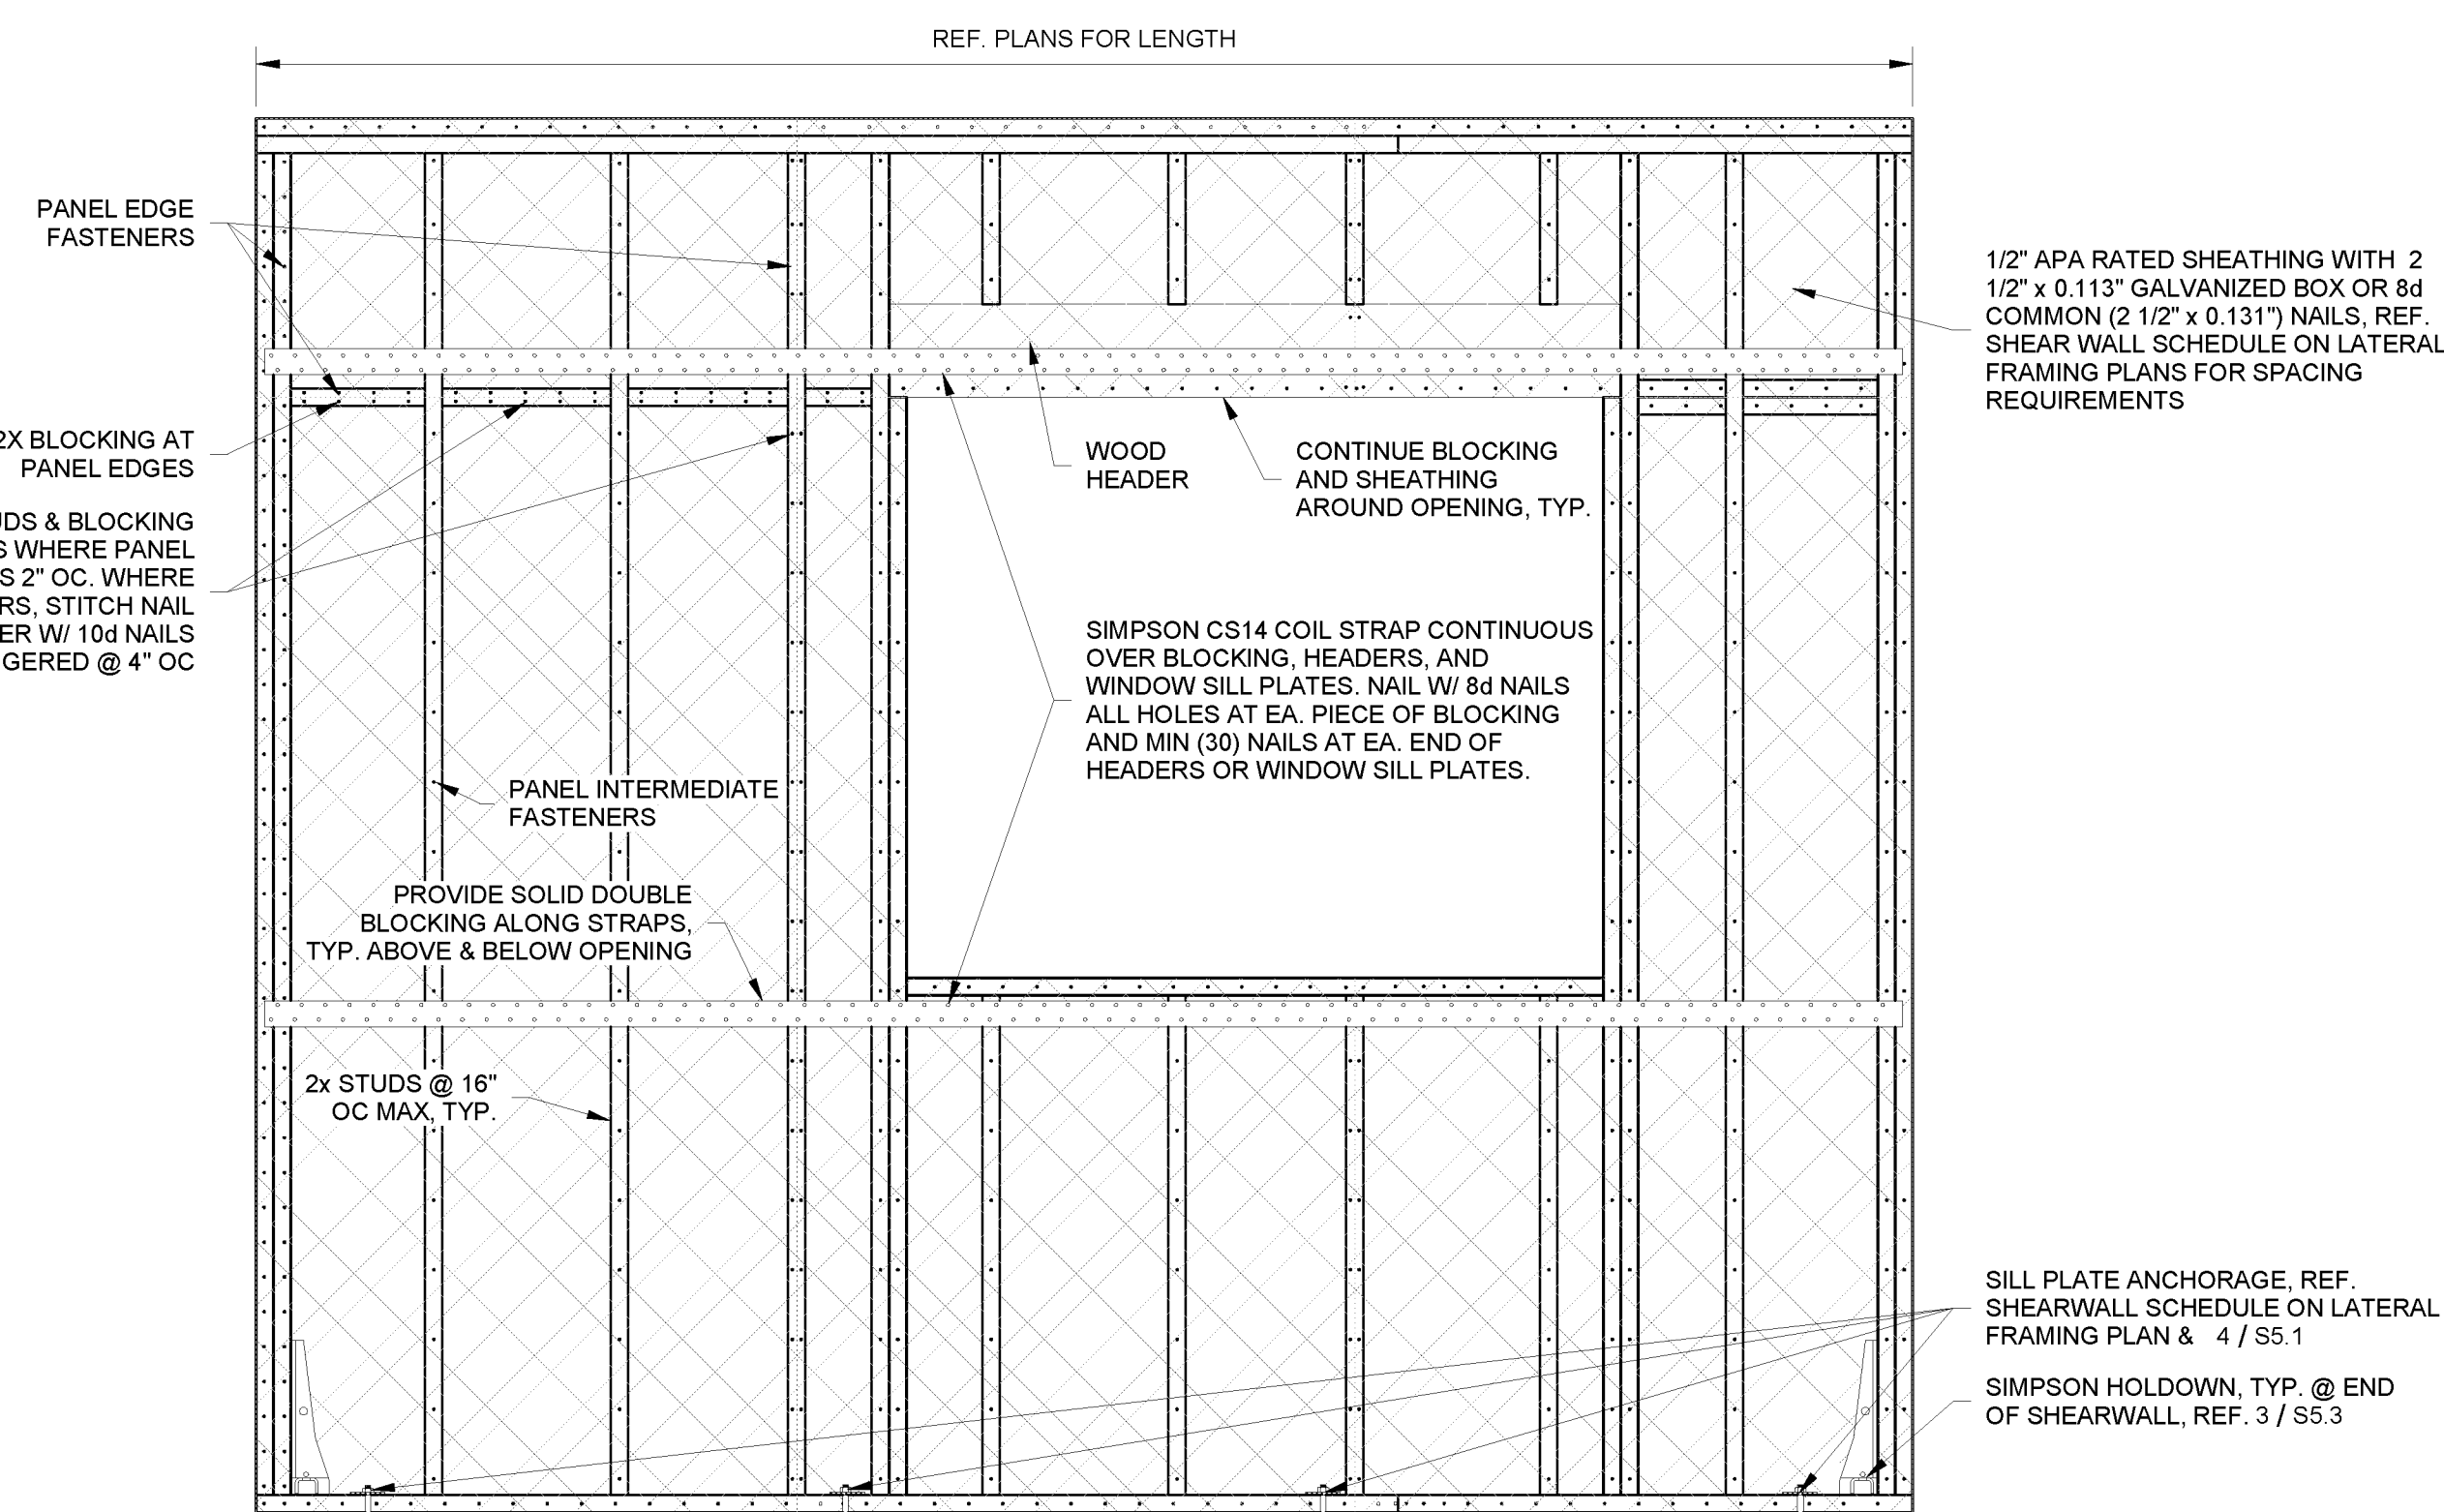 REF. PLANS FOR LENGTH
PANEL EDGE
FASTENERS
2X BLOCKING AT
PANEL EDGES
& BLOCKING
WHERE PANEL
2" OC. WHERE
STITCH NAIL
W/ 10d NAILS
@ 4" OC
1/2" APA RATED SHEATHING WITH 2
1/2" x 0.113" GALVANIZED BOX OR 8d
COMMON (2 1/2" x 0.131") NAILS, REF.
SHEAR WALL SCHEDULE ON LATERAL
FRAMING PLANS FOR SPACING
REQUIREMENTS
WOOD
HEADER
CONTINUE BLOCKING
AND SHEATHING
AROUND OPENING, TYP.
SIMPSON CS14 COIL STRAP CONTINUOUS
OVER BLOCKING, HEADERS, AND
WINDOW SILL PLATES. NAIL W/ 8d NAILS
ALL HOLES AT EA. PIECE OF BLOCKING
AND MIN (30) NAILS AT EA. END OF
HEADERS OR WINDOW SILL PLATES.
PANEL INTERMEDIATE
FASTENERS
PROVIDE SOLID DOUBLE
BLOCKING ALONG STRAPS,
TYP. ABOVE & BELOW OPENING
2x STUDS @ 16"
OC MAX, TYP.
SILL PLATE ANCHORAGE, REF.
SHEARWALL SCHEDULE ON LATERAL
FRAMING PLAN & 4 / S5.1
SIMPSON HOLDOWN, TYP. @ END
OF SHEARWALL, REF. 3 / S5.3